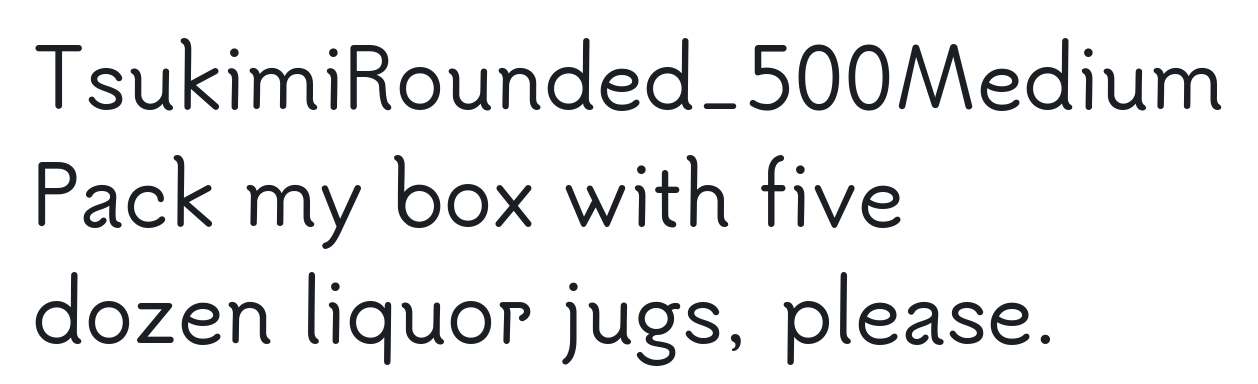 TsukimiRounded_500Medium
Pack my box with five
dozen liquor jugs, please.